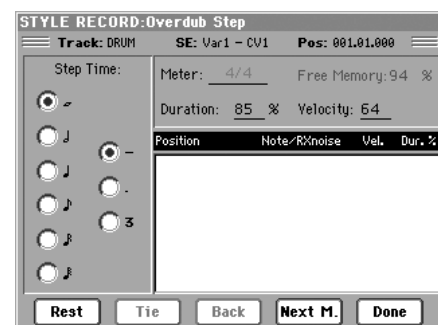 STYLE RECORD:Overdub Step
Track: DRUM SE: Var1 - CV1 Pos: 001.01.000
Step Time:
Meter: 4/4 Free Memory:94 %
Duration: 85 % Velocity: 64
Position Note/RXnoise Vel. Dur.%
-
.
3
Rest Tie Back Next M. Done